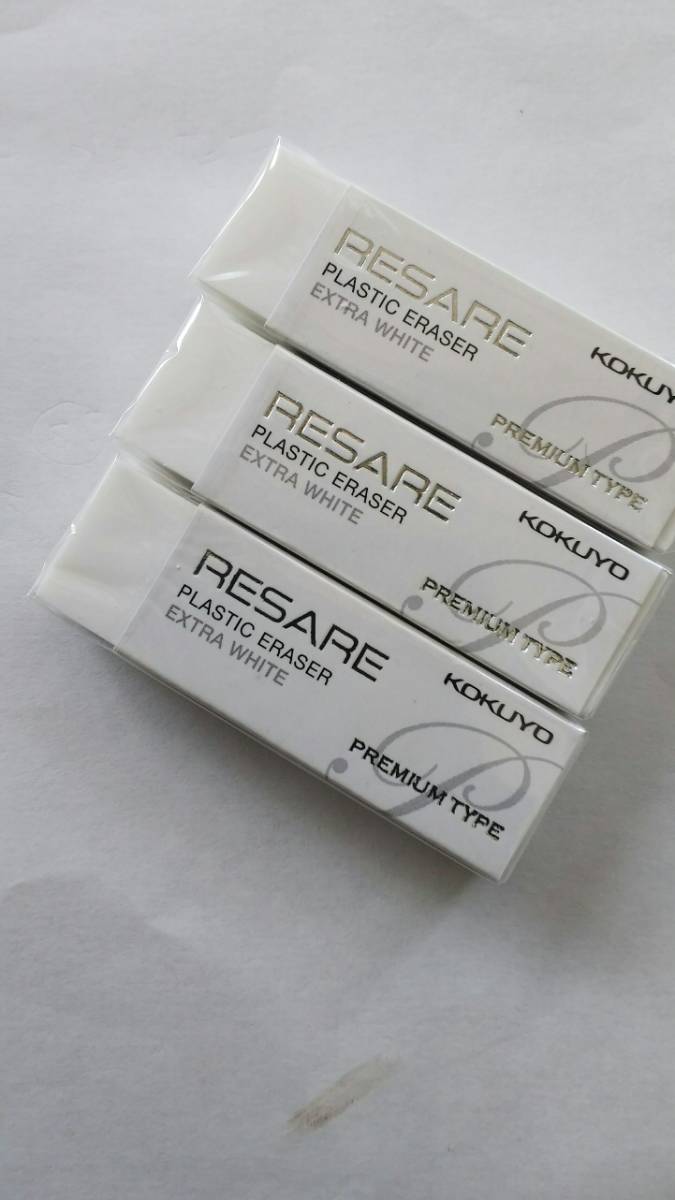 RESARE
PLASTIC ERASER
EXTRA WHITE
KOKUY
P
PREMIUM TYPE
RESARE
PLASTIC ERASER
EXTRA WHITE
KOKUYO
P
PREMIUM TYPE
RESARE
PLASTIC ERASER
EXTRA WHITE
KOKUYO
P
PREMIUM TYPE